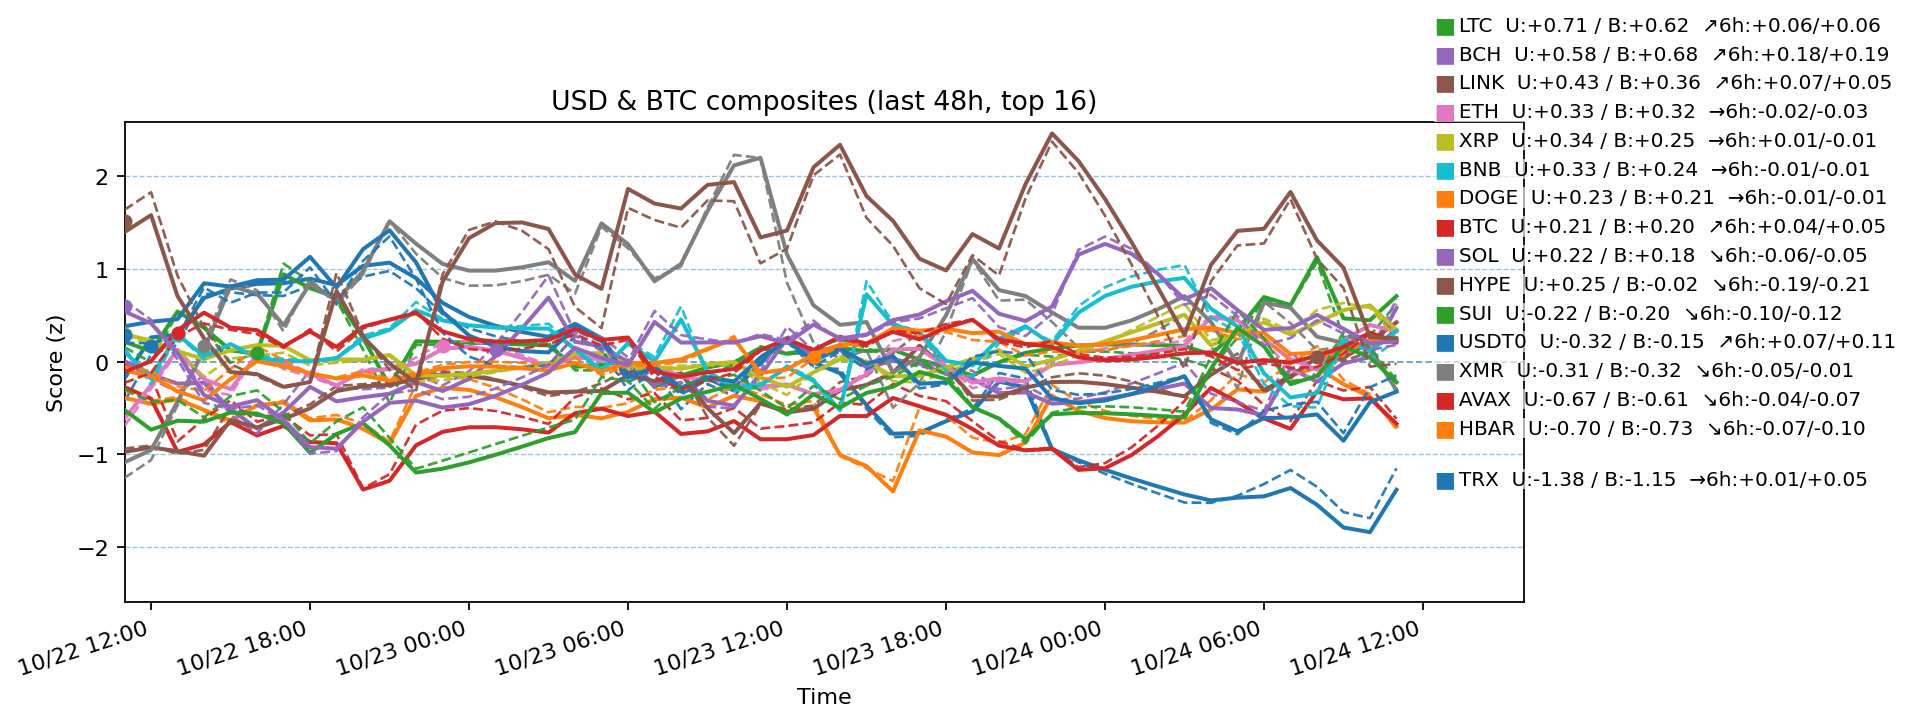 LTC U:+0.71 / B:+0.62 ↗6h:+0.06/+0.06
BCH U:+0.58 / B:+0.68 ↗6h:+0.18/+0.19
LINK U:+0.43 / B:+0.36 ↗6h:+0.07/+0.05
USD & BTC composites (last 48h, top 16)
ETH U:+0.33 / B:+0.32 →6h:-0.02/-0.03
XRP U:+0.34 / B:+0.25 →6h:+0.01/-0.01
BNB U:+0.33 / B:+0.24 →6h:-0.01/-0.01
DOGE U:+0.23 / B:+0.21 →6h:-0.01/-0.01
BTC U:+0.21 / B:+0.20 ↗6h:+0.04/+0.05
SOL U:+0.22 / B:+0.18 ↘6h:-0.06/-0.05
HYPE U:+0.25 / B:-0.02 ↘6h:-0.19/-0.21
SUI U:-0.22 / B:-0.20 ↘6h:-0.10/-0.12
USDT0 U:-0.32 / B:-0.15 ↗6h:+0.07/+0.11
XMR U:-0.31 / B:-0.32 ↘6h:-0.05/-0.01
AVAX U:-0.67 / B:-0.61 ↘6h:-0.04/-0.07
HBAR U:-0.70 / B:-0.73 ↘6h:-0.07/-0.10
TRX U:-1.38 / B:-1.15 →6h:+0.01/+0.05
Score (z)
2
1
0
−1
−2
10/22 12:00
10/22 18:00
10/23 00:00
10/23 06:00
10/23 12:00
10/23 18:00
10/24 00:00
10/24 06:00
10/24 12:00
Time